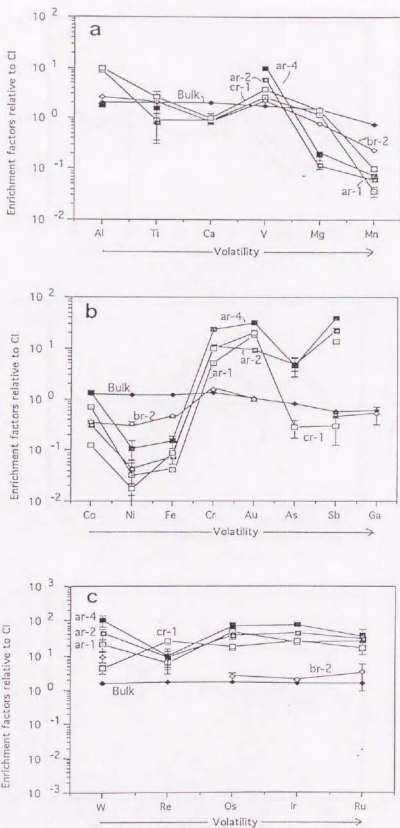 a
Enrichment factors relative to CI
10 2
10 1
10 0
10 -1
10 -2
Bulk
ar-2
cr-1
ar-4
br-2
ar-1
Al Ti Ca V Mg Mn
Volatility
b
Enrichment factors relative to CI
10 2
10 1
10 0
10 -1
10 -2
Bulk
br-2
ar-4
ar-2
ar-1
cr-1
Co Ni Fe Cr Au As Sb Ga
Volatility
c
Enrichment factors relative to CI
10 3
10 2
10 1
10 0
10 -1
10 -2
10 -3
ar-4
ar-2
ar-1
cr-1
br-2
Bulk
W Re Os Ir Ru
Volatility